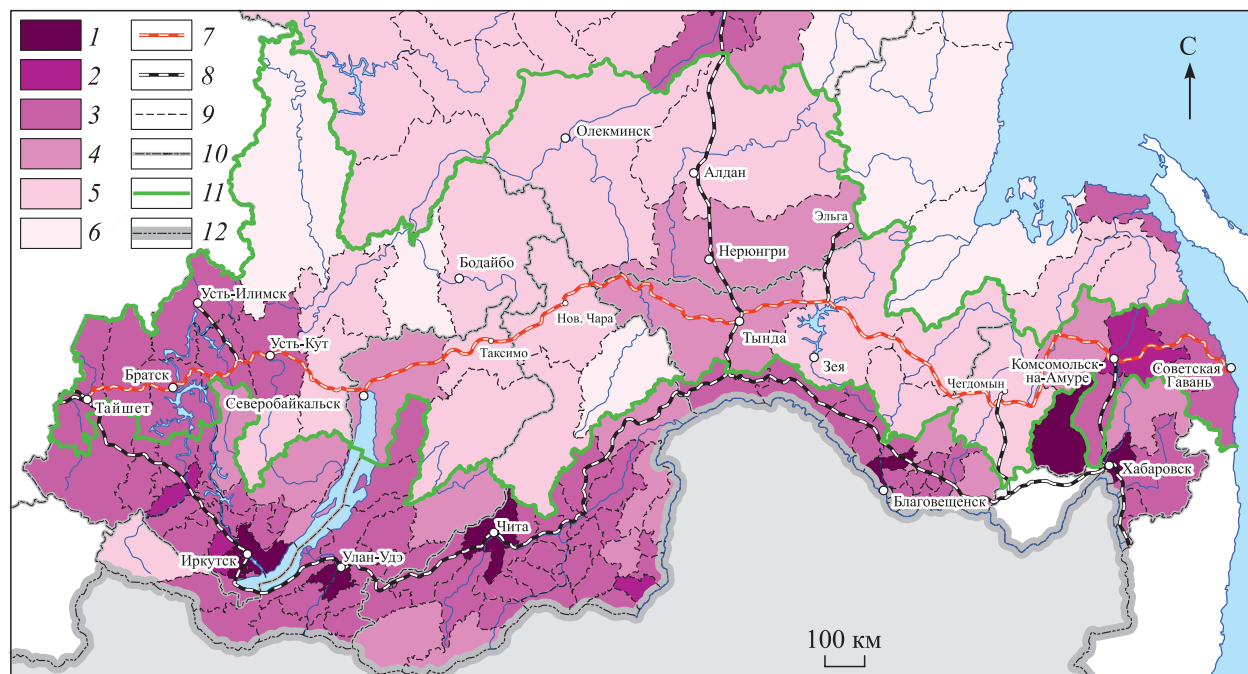 1 7
2 8
3 9
4 10
5 11
6 12
С
Олекминск
Алдан
Эльга
Нерюнгри
Бодайбо
Усть-Илимск
Нов. Чара
Тында
Усть-Кут
Таксимо
Зея
Комсомольск-
на-Амуре
Советская
Гавань
Братск
Чегдомын
Тайшет
Северобайкальск
Хабаровск
Благовещенск
Чита
Иркутск
Улан-Удэ
100 км